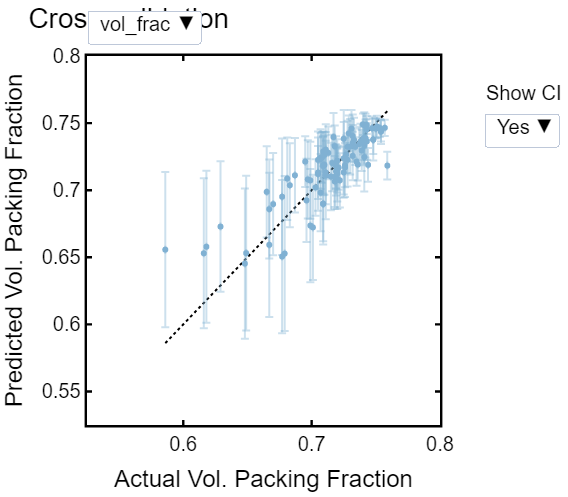 Cross validation
vol_frac ▼
0.8
0.75
0.7
0.65
0.6
0.55
Predicted Vol. Packing Fraction
0.6
0.7
0.8
Actual Vol. Packing Fraction
Show CI
Yes ▼